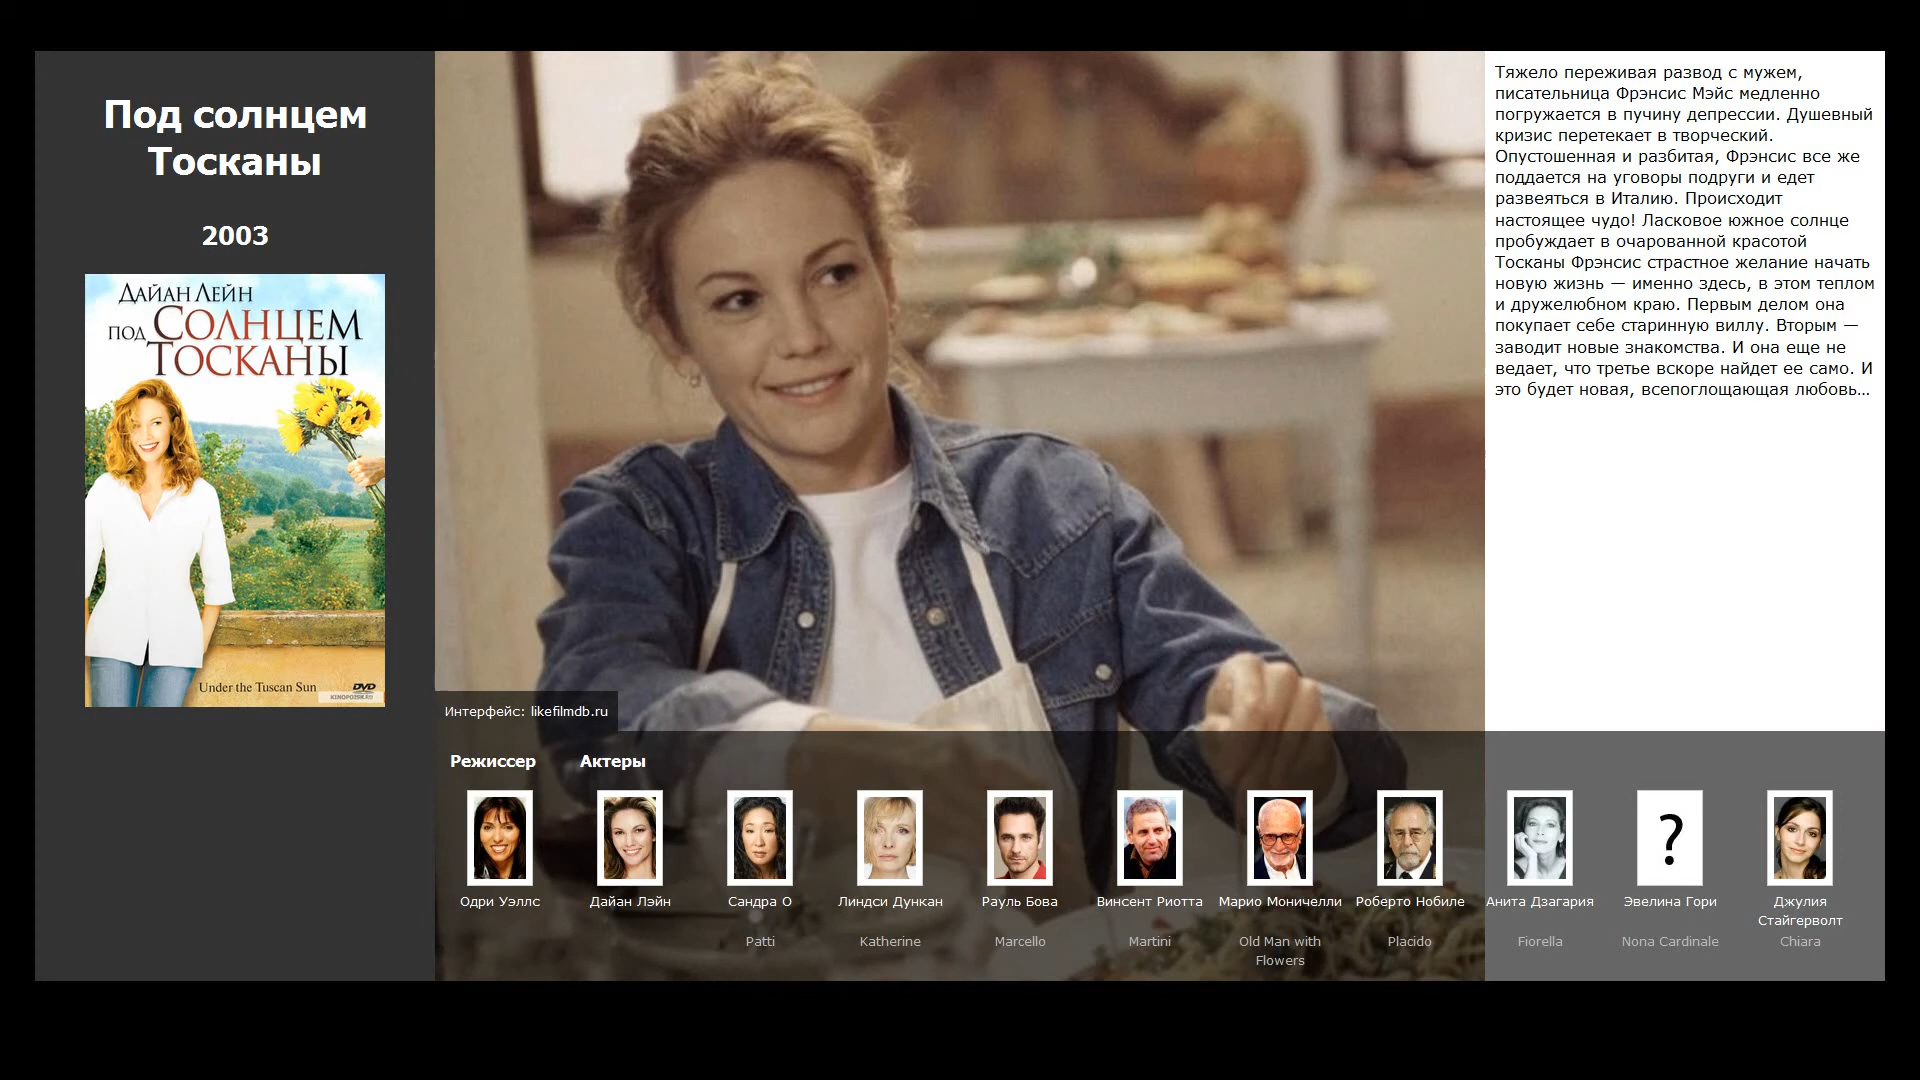 Под солнцем
Тосканы
2003
ДАЙАН ЛЕЙН
ПОД СОЛНЦЕМ
ТОСКАНЫ
Under the Tuscan Sun
DVD
KINOPOISK.RU
Тяжело переживая развод с мужем,
писательница Фрэнсис Мэйс медленно
погружается в пучину депрессии. Душевный
кризис перетекает в творческий.
Опустошенная и разбитая, Фрэнсис все же
поддается на уговоры подруги и едет
развеяться в Италию. Происходит
настоящее чудо! Ласковое южное солнце
пробуждает в очарованной красотой
Тосканы Фрэнсис страстное желание начать
новую жизнь — именно здесь, в этом теплом
и дружелюбном краю. Первым делом она
покупает себе старинную виллу. Вторым —
заводит новые знакомства. И она еще не
ведает, что третье вскоре найдет ее само. И
это будет новая, всепоглощающая любовь…
Интерфейс: likefilmdb.ru
Режиссер Актеры
?
Одри Уэллс Дайан Лэйн Сандра О Линдси Дункан Рауль Бова Винсент Риотта Марио Моничелли Роберто Нобиле Анита Дзагария Эвелина Гори Джулия
Стайгерволт
Patti Katherine Marcello Martini Old Man with Placido Fiorella Nona Cardinale Chiara
Flowers